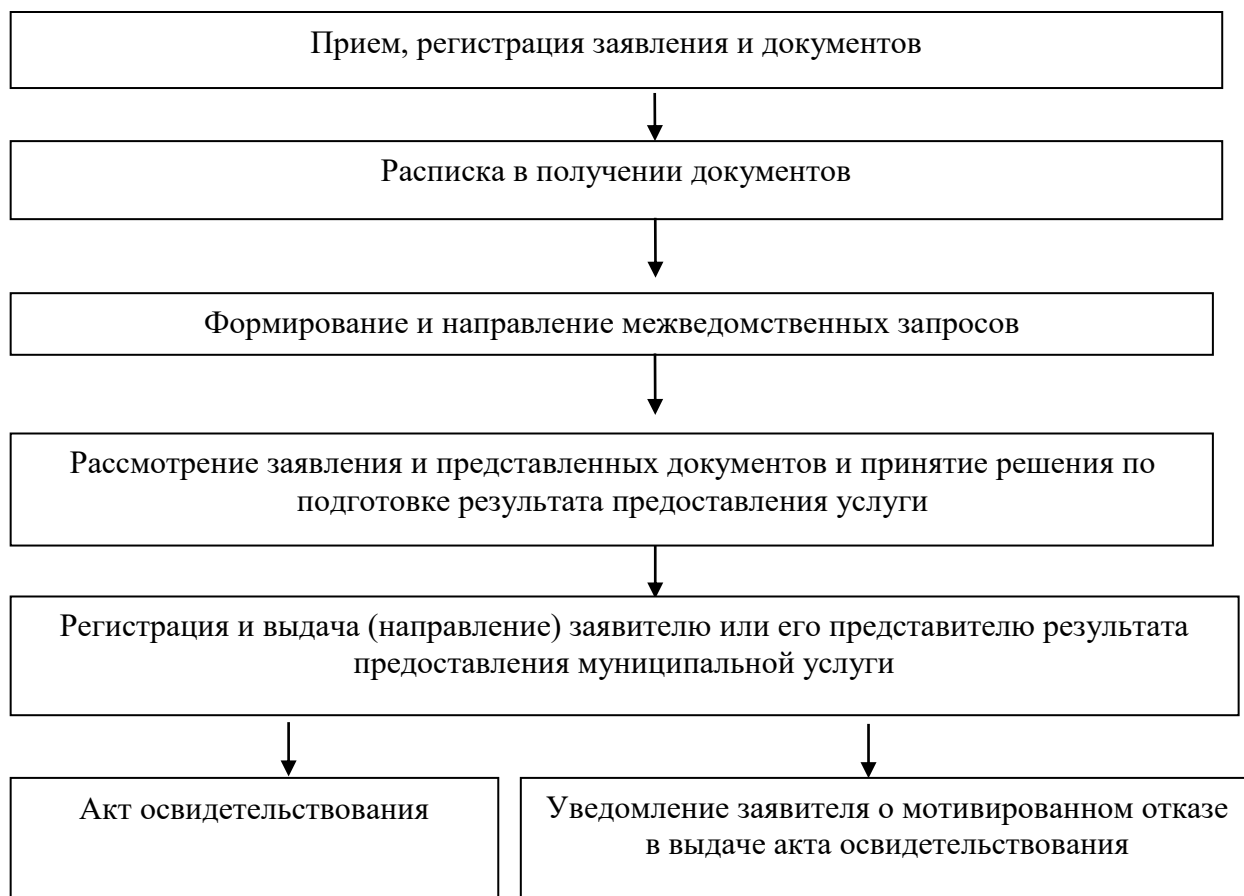 Прием, регистрация заявления и документов
Расписка в получении документов
Формирование и направление межведомственных запросов
Рассмотрение заявления и представленных документов и принятие решения по
подготовке результата предоставления услуги
Регистрация и выдача (направление) заявителю или его представителю результата
предоставления муниципальной услуги
Акт освидетельствования
Уведомление заявителя о мотивированном отказе
в выдаче акта освидетельствования